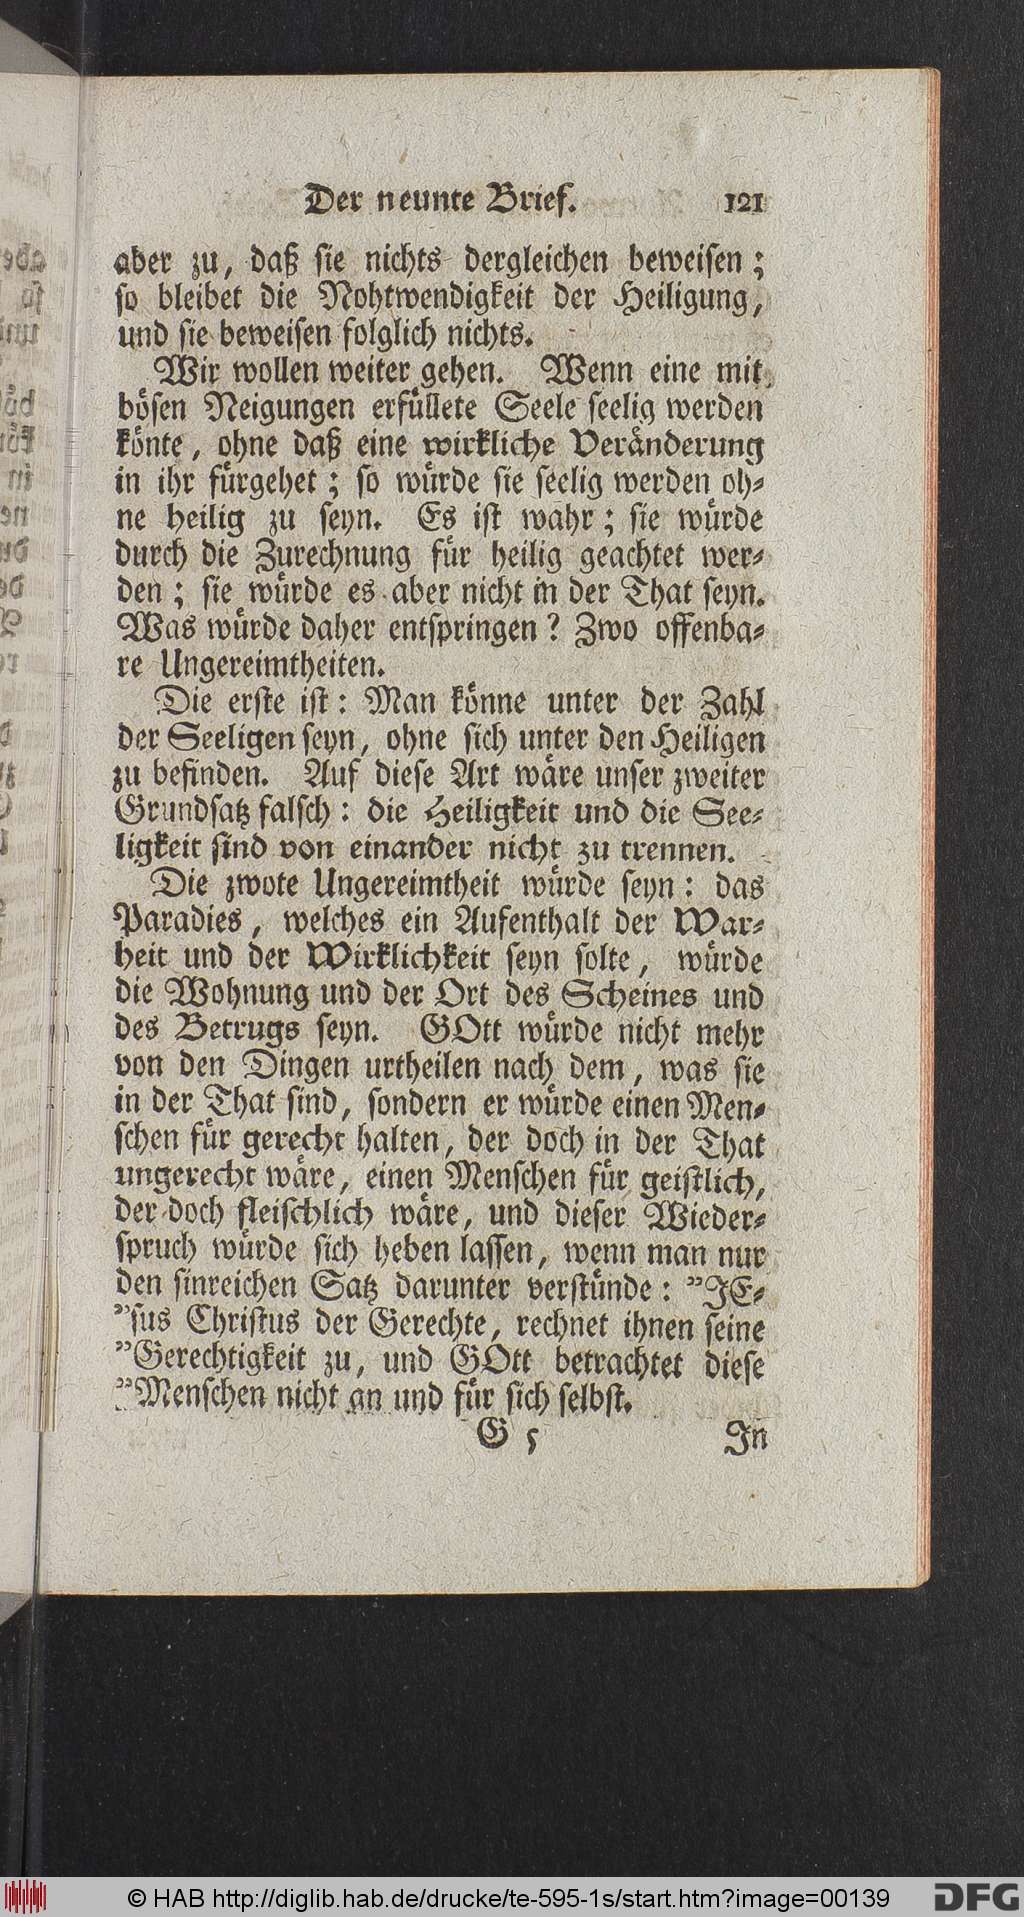 Der neunte Brief. 121
aber zu, daß sie nichts dergleichen beweisen;
so bleibet die Nohtwendigkeit der Heiligung,
und sie beweisen folglich nichts.
Wir wollen weiter gehen. Wenn eine mit
bösen Neigungen erfüllete Seele seelig werden
könte, ohne daß eine wirkliche Veränderung
in ihr fürgehet; so würde sie seelig werden oh-
ne heilig zu seyn. Es ist wahr; sie würde
durch die Zurechnung für heilig geachtet wer-
den; sie würde es aber nicht in der That seyn.
Was würde daher entspringen? Zwo offenba-
re Ungereimtheiten.
Die erste ist: Man könne unter der Zahl
der Seeligen seyn, ohne sich unter den Heiligen
zu befinden. Auf diese Art wäre unser zweiter
Grundsatz falsch: die Heiligkeit und die See-
ligkeit sind von einander nicht zu trennen.
Die zwote Ungereimtheit würde seyn: das
Paradies, welches ein Aufenthalt der War-
heit und der Wirklichkeit seyn solte, würde
die Wohnung und der Ort des Scheines und
des Betrugs seyn. GOtt würde nicht mehr
von den Dingen urtheilen nach dem, was sie
in der That sind, sondern er würde einen Men-
schen für gerecht halten, der doch in der That
ungerecht wäre, einen Menschen für geistlich,
der doch fleischlich wäre, und dieser Wieder-
spruch würde sich heben lassen, wenn man nur
den sinreichen Satz darunter verstünde: "JE-
"sus Christus der Gerechte, rechnet ihnen seine
"Gerechtigkeit zu, und GOtt betrachtet diese
"Menschen nicht an und für sich selbst.
G 5 In
© HAB http://diglib.hab.de/drucke/te-595-1s/start.htm?image=00139 DFG